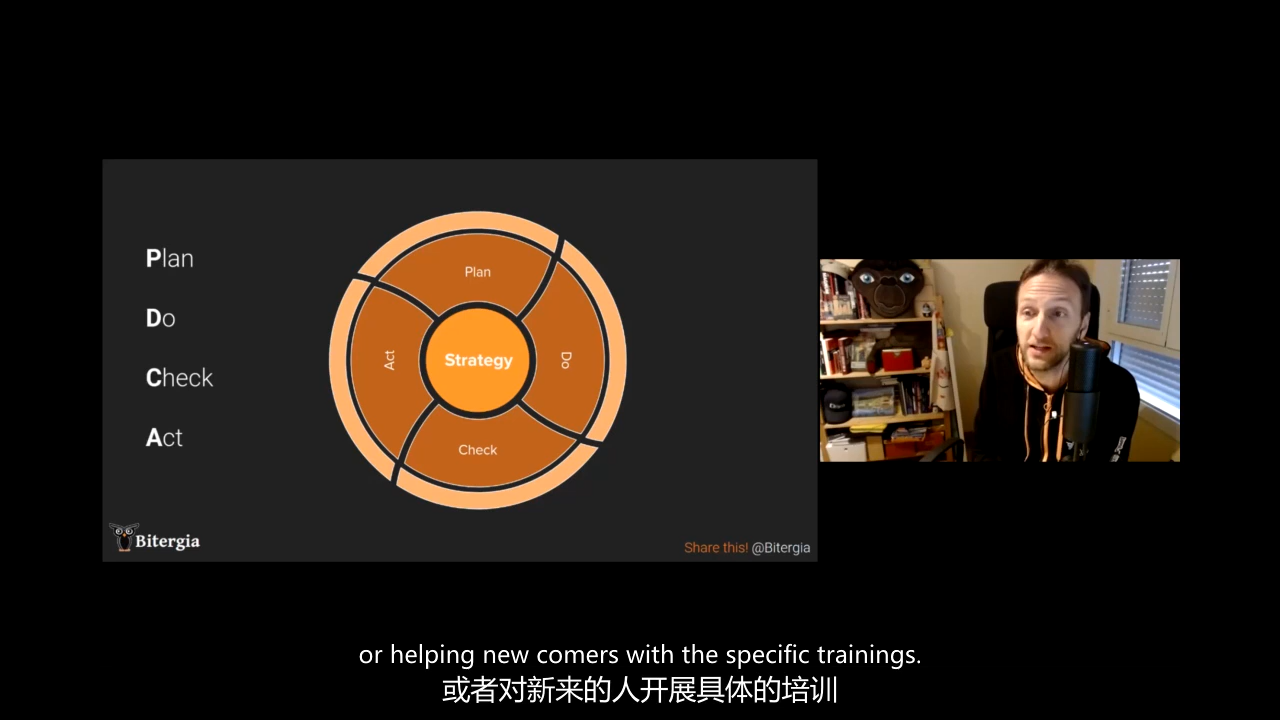 Plan
Do
Check
Act
Plan
Act
Strategy
Do
Check
Bitergia
Share this! @Bitergia
or helping new comers with the specific trainings.
或者对新来的人开展具体的培训